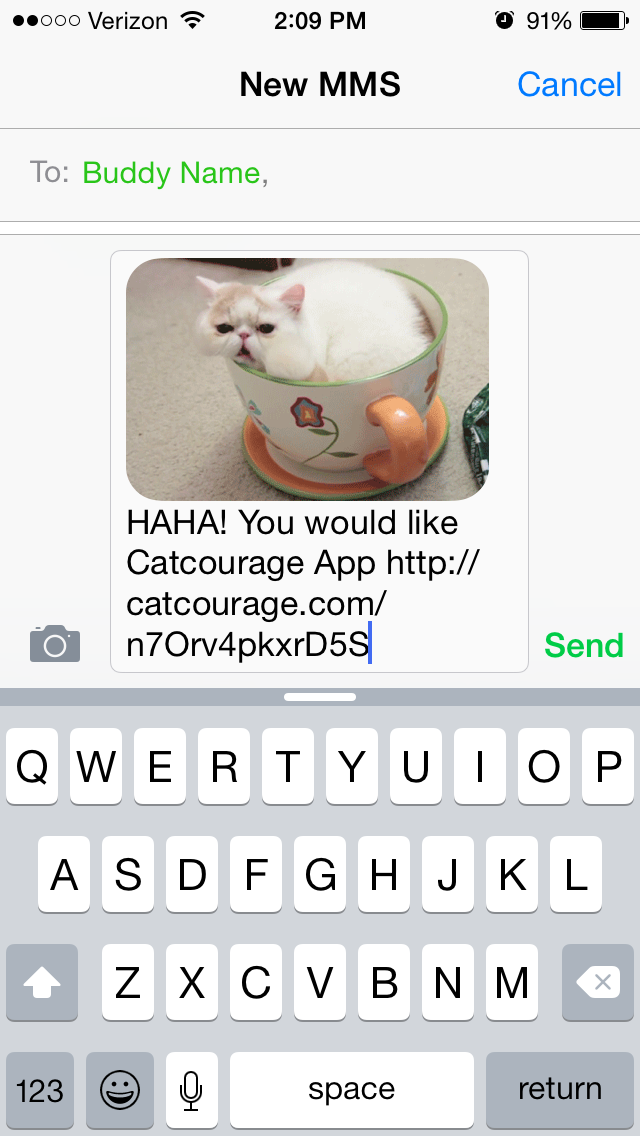 Verizon 2:09 PM 91%
New MMS Cancel
To: Buddy Name,
HAHA! You would like
Catcourage App http://
catcourage.com/
n7Orv4pkxrD5S
Send
Q W E R T Y U I O P
A S D F G H J K L
Z X C V B N M
123 space return